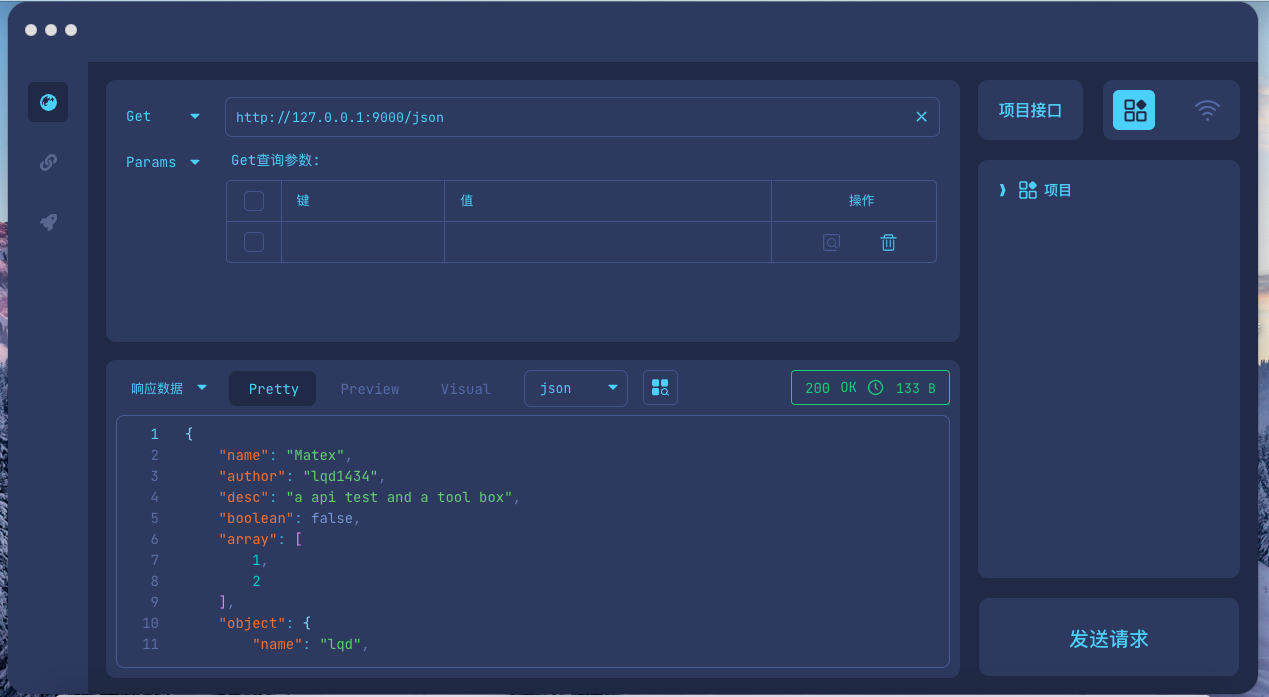 Get
http://127.0.0.1:9000/json
项目接口
Params
Get查询参数:
键 值 操作
项目
响应数据 Pretty Preview Visual json 200 OK 133 B
1 {
2 "name": "Matex",
3 "author": "lqd1434",
4 "desc": "a api test and a tool box",
5 "boolean": false,
6 "array": [
7 1,
8 2
9 ],
10 "object": {
11 "name": "lqd",
发送请求